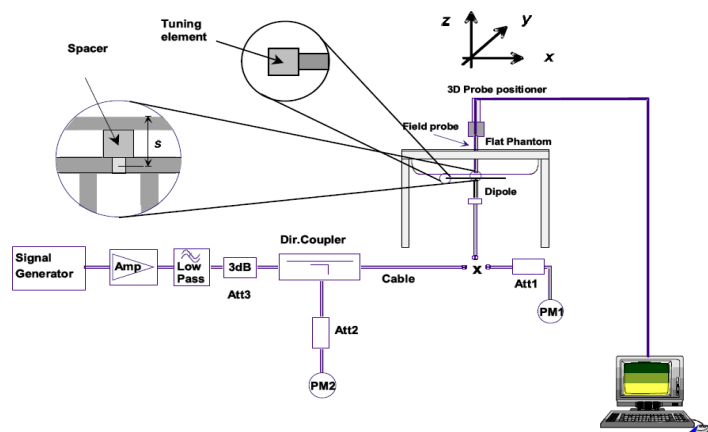 Tuning
element
Spacer
s
z
y
x
3D Probe positioner
Field probe
Flat Phantom
Dipole
Signal
Generator
Amp
Low
Pass
3dB
Att3
Dir.Coupler
Cable
x
Att1
PM1
Att2
PM2